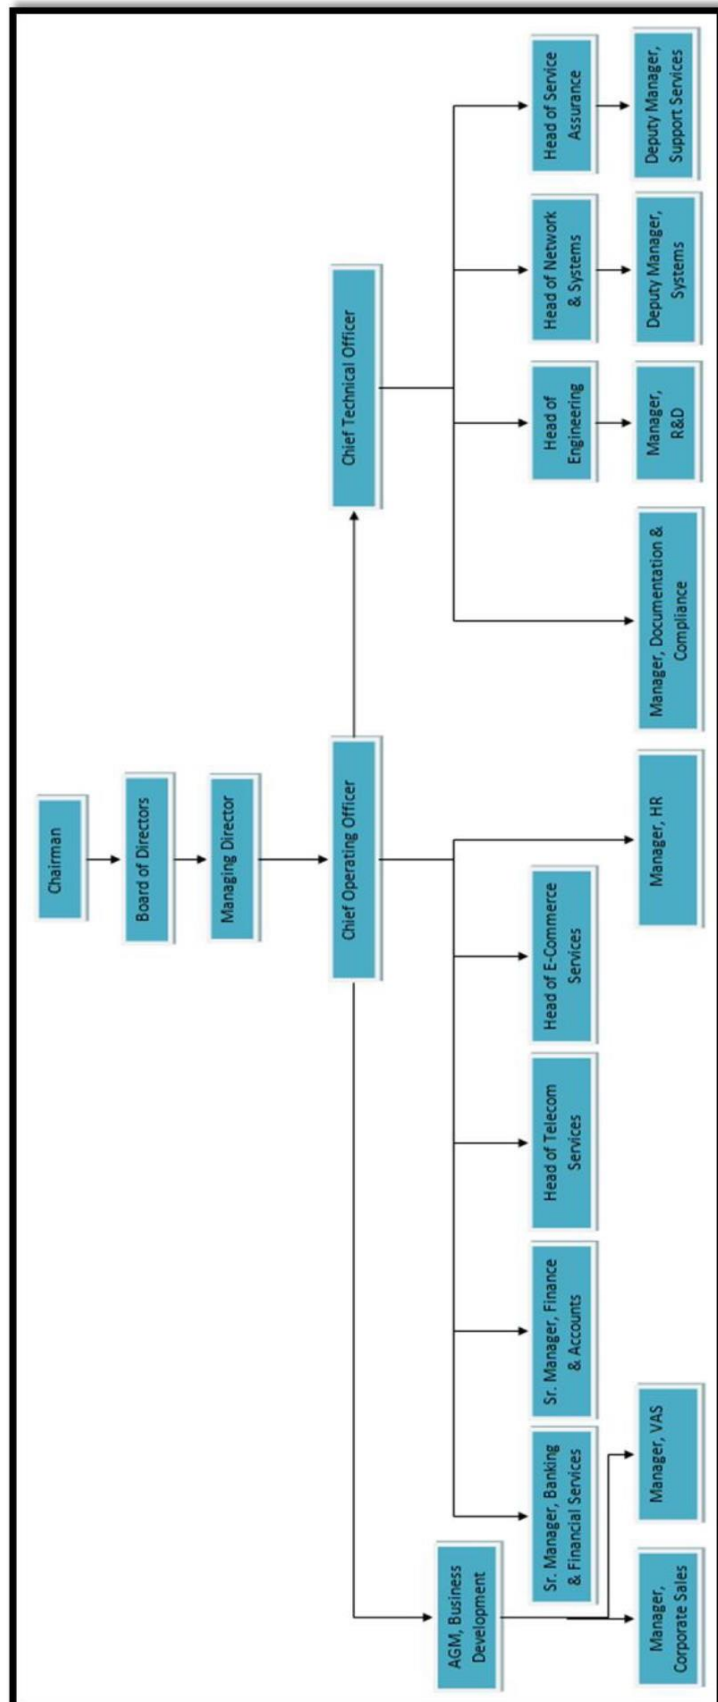 Chairman
Board of Directors
Managing Director
Chief Operating Officer
Chief Technical Officer
AGM, Business
Development
Sr. Manager, Banking
& Financial Services
Sr. Manager, Finance
& Accounts
Head of Telecom
Services
Head of E-Commerce
Services
Head of
Engineering
Head of Network
& Systems
Head of Service
Assurance
Manager,
Corporate Sales
Manager, VAS
Manager, HR
Manager, Documentation &
Compliance
Manager,
R&D
Deputy Manager,
Systems
Deputy Manager,
Support Services